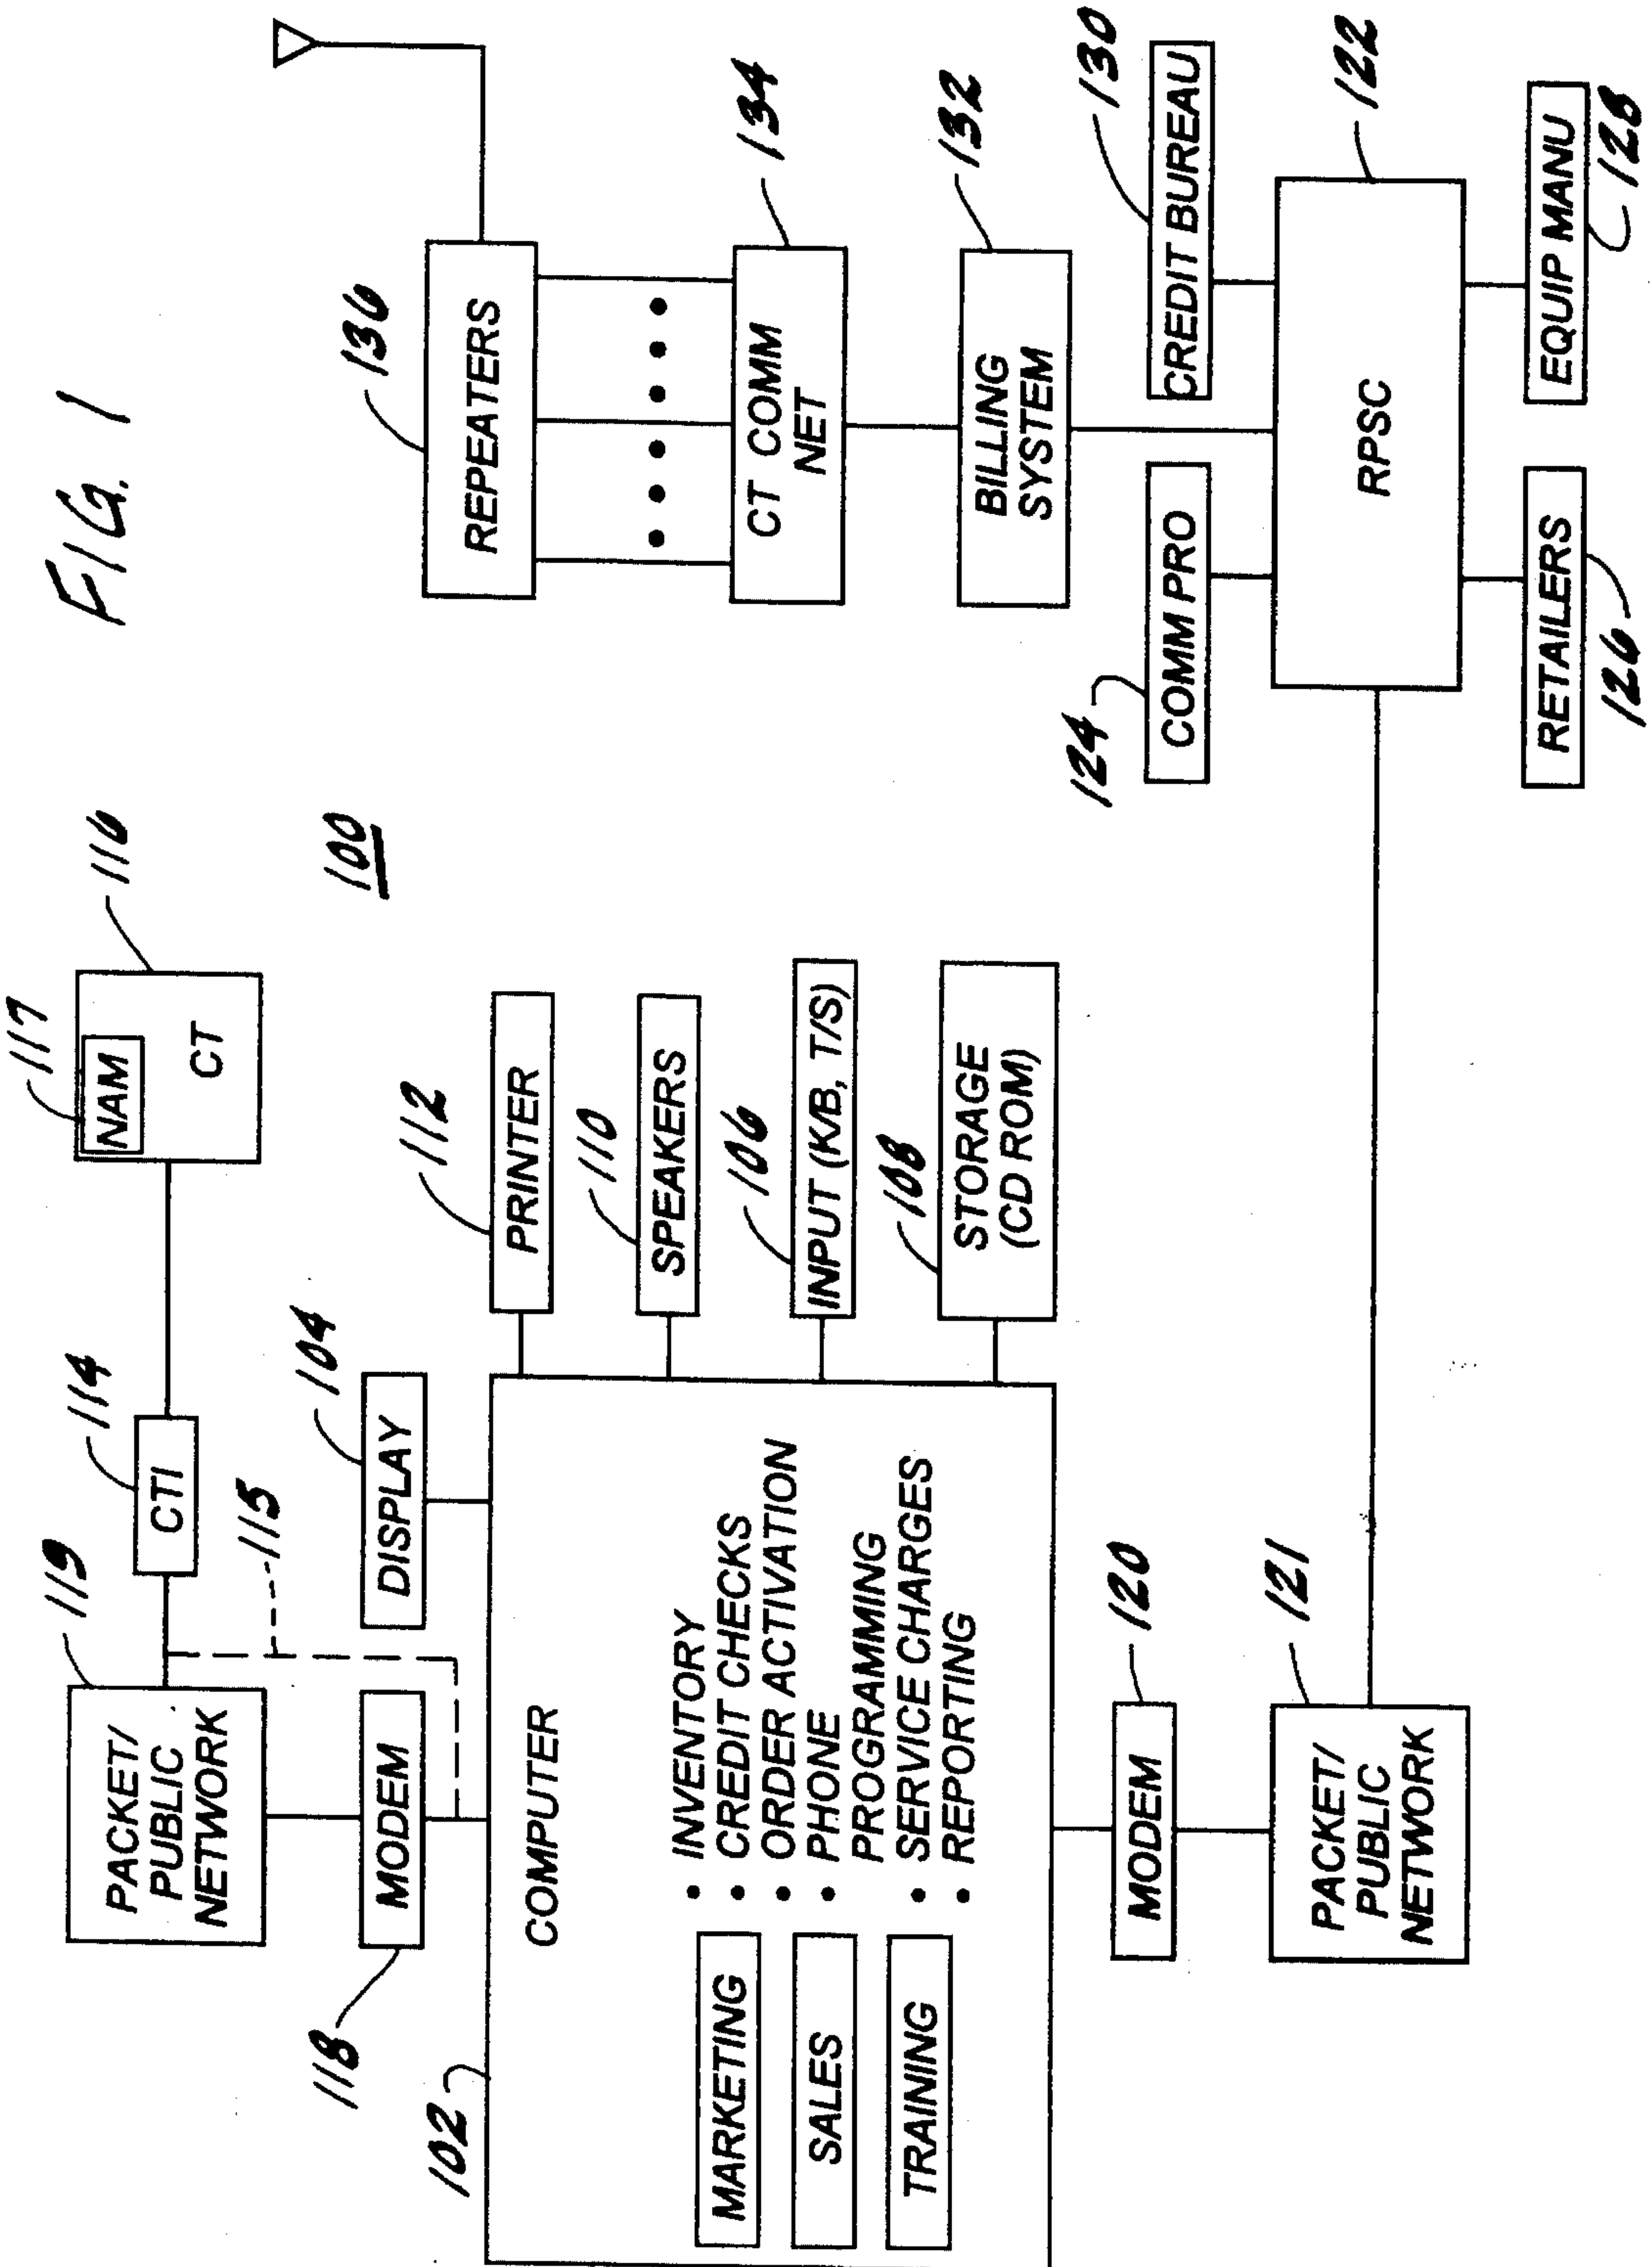 FIG. 1
100
119
PACKET/
PUBLIC
NETWORK
114
CTI
115
117
NAM
116
CT
118
MODEM
104
DISPLAY
102
COMPUTER
MARKETING
SALES
TRAINING
• INVENTORY
• CREDIT CHECKS
• ORDER ACTIVATION
• PHONE
PROGRAMMING
• SERVICE CHARGES
• REPORTING
112
PRINTER
110
SPEAKERS
106
INPUT (K/B, T/S)
108
STORAGE
(CD ROM)
120
MODEM
121
PACKET/
PUBLIC
NETWORK
136
REPEATERS
134
CT COMM
NET
132
BILLING
SYSTEM
124
COMM PRO
130
CREDIT BUREAU
122
RPSC
RETAILERS
126
EQUIP MANU
128